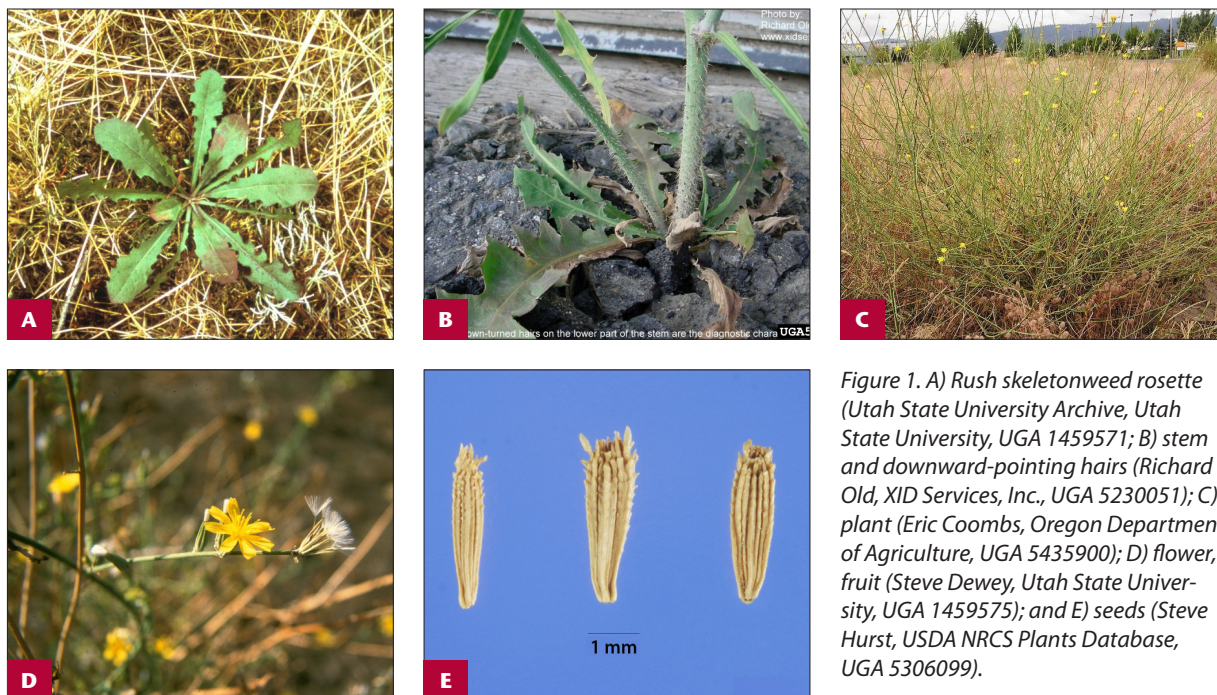 A
Photo by:
Richard Ol
www.xidse
B
own-turned hairs on the lower part of the stem are the diagnostic chara UGA5
C
D
1 mm
E
Figure 1. A) Rush skeletonweed rosette
(Utah State University Archive, Utah
State University, UGA 1459571; B) stem
and downward-pointing hairs (Richard
Old, XID Services, Inc., UGA 5230051); C)
plant (Eric Coombs, Oregon Departmen
of Agriculture, UGA 5435900); D) flower,
fruit (Steve Dewey, Utah State Univer-
sity, UGA 1459575); and E) seeds (Steve
Hurst, USDA NRCS Plants Database,
UGA 5306099).